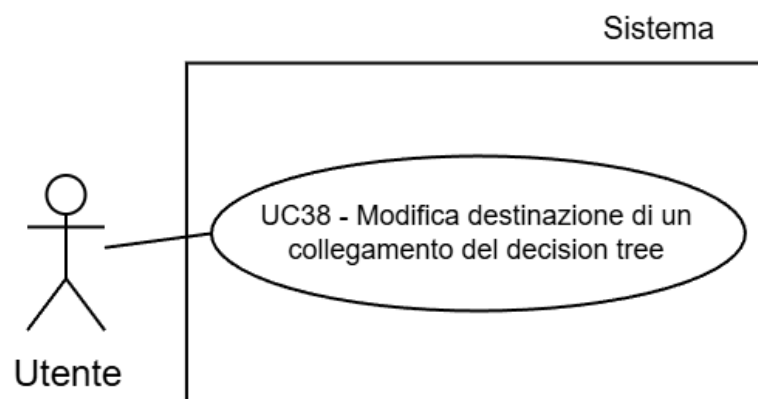 Sistema
UC38 - Modifica destinazione di un
collegamento del decision tree
Utente